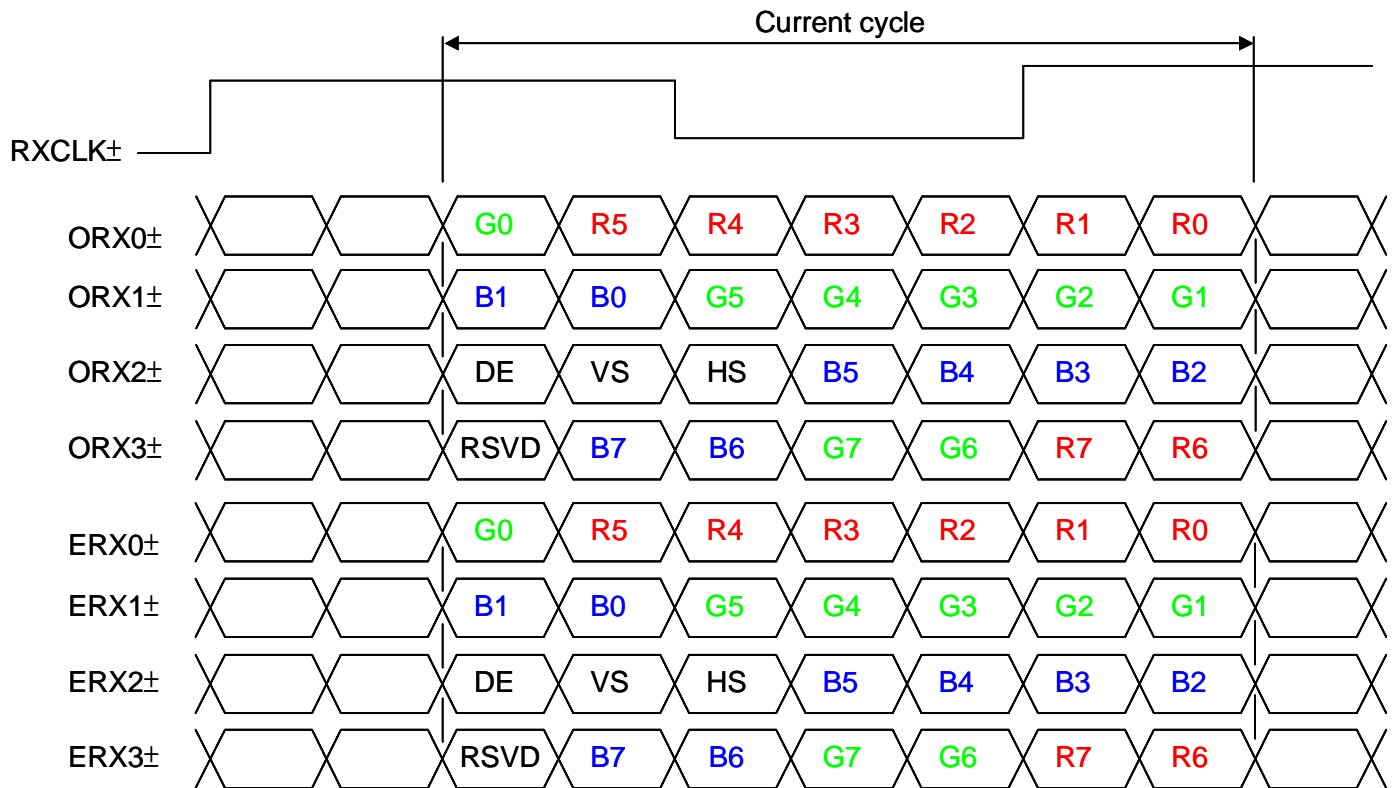 Current cycle
RXCLK±
ORX0± G0 R5 R4 R3 R2 R1 R0
ORX1± B1 B0 G5 G4 G3 G2 G1
ORX2± DE VS HS B5 B4 B3 B2
ORX3± RSVD B7 B6 G7 G6 R7 R6
ERX0± G0 R5 R4 R3 R2 R1 R0
ERX1± B1 B0 G5 G4 G3 G2 G1
ERX2± DE VS HS B5 B4 B3 B2
ERX3± RSVD B7 B6 G7 G6 R7 R6